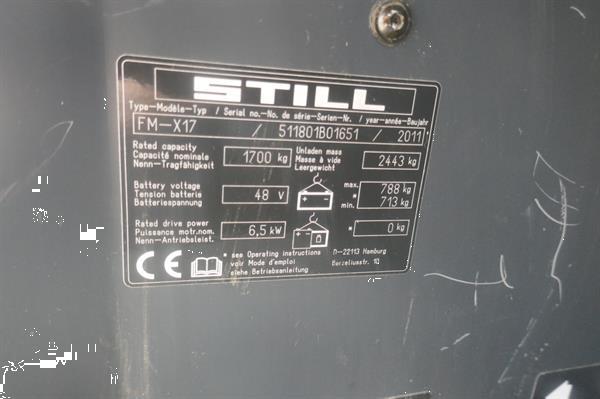 STILL
Type-Modèle-Typ / Serial no.-No. de série-Serien-Nr. / year-année-Baujahr
FM-X17 / 511801B01651 / 2011
Rated capacity
Capacité nominale
Nenn-Tragfähigkeit
1700 kg
Unladen mass
Masse à vide
Leergewicht
2443 kg
Battery voltage
Tension batterie
Batteriespannung
48 V
max. 788 kg
*
min. 713 kg
Rated drive power
Puissance motr.nom.
Nenn-Antriebsleist.
6,5 kW
* 0 kg
CE
* see Operating instructions
voir Mode d'emploi
siehe Betriebsanleitung
D-22113 Hamburg
Berzeliusstr. 10